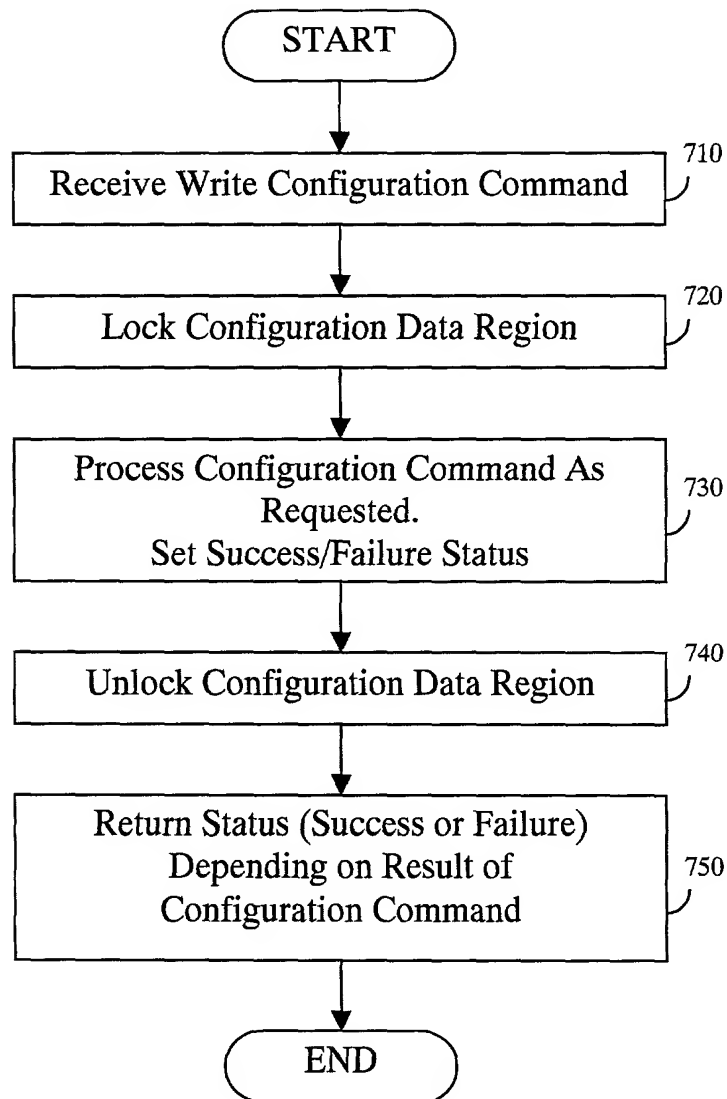 START
710
Receive Write Configuration Command
720
Lock Configuration Data Region
Process Configuration Command As
Requested.
Set Success/Failure Status
730
740
Unlock Configuration Data Region
Return Status (Success or Failure)
Depending on Result of
Configuration Command
750
END